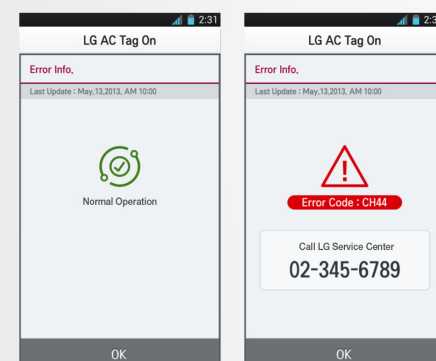 2:31
LG AC Tag On
Error Info.
Last Update : May,13,2013, AM 10:00
Normal Operation
OK
2:3
LG AC Tag On
Error Info.
Last Update : May,13,2013, AM 10:00
Error Code : CH44
Call LG Service Center
02-345-6789
OK